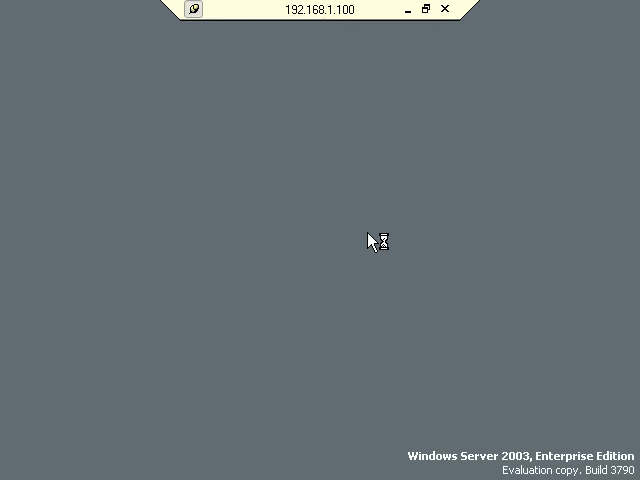 192.168.1.100
Windows Server 2003, Enterprise Edition
Evaluation copy. Build 3790